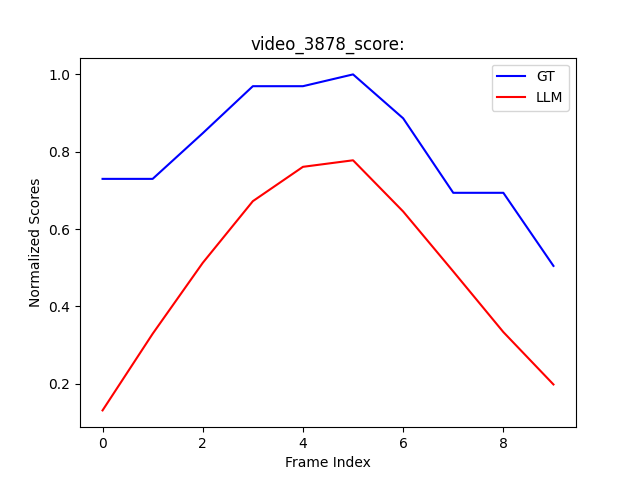 video_3878_score:
GT
LLM
1.0
0.8
0.6
0.4
0.2
Normalized Scores
0 2 4 6 8
Frame Index